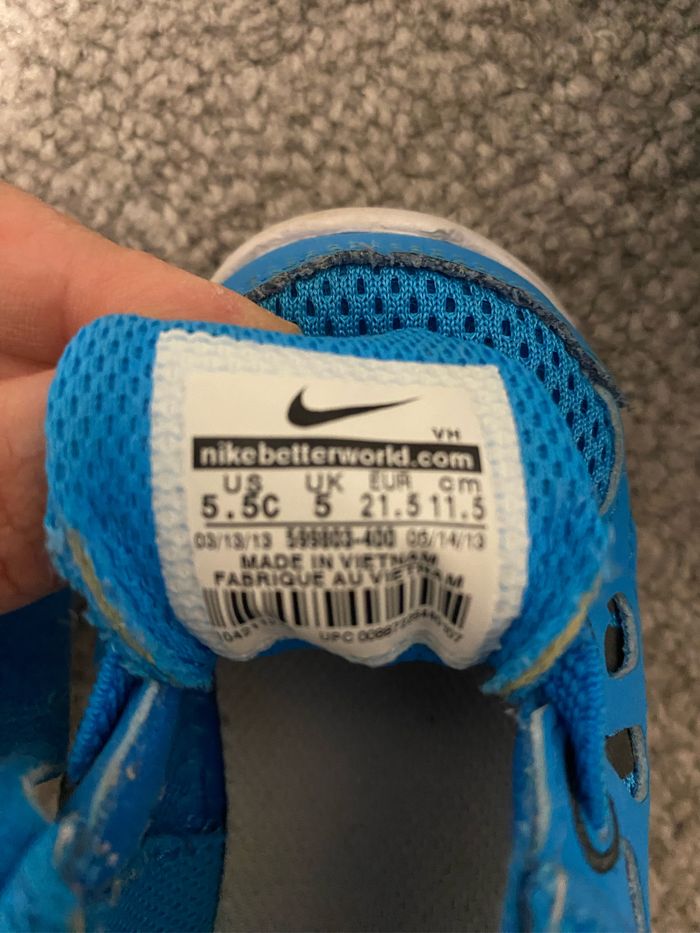 VH
nikebetterworld.com
US UK EUR cm
5.5C 5 21.5 11.5
03/13/13 599803-400 05/14/13
MADE IN VIETNAM
FABRIQUE AU VIETNAM
UPC